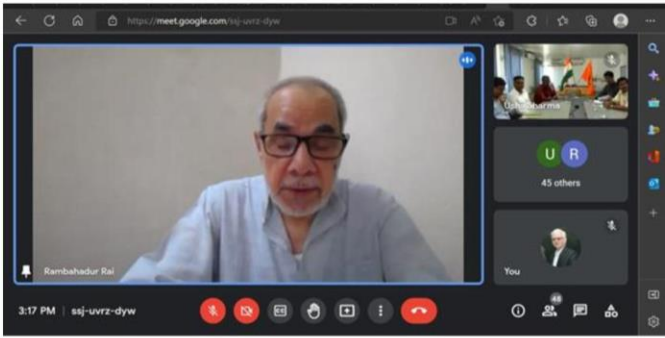 https://meet.google.com/ssj-uvrz-dyw
Rambahadur Rai
U R
45 others
You
3:17 PM | ssj-uvrz-dyw
48